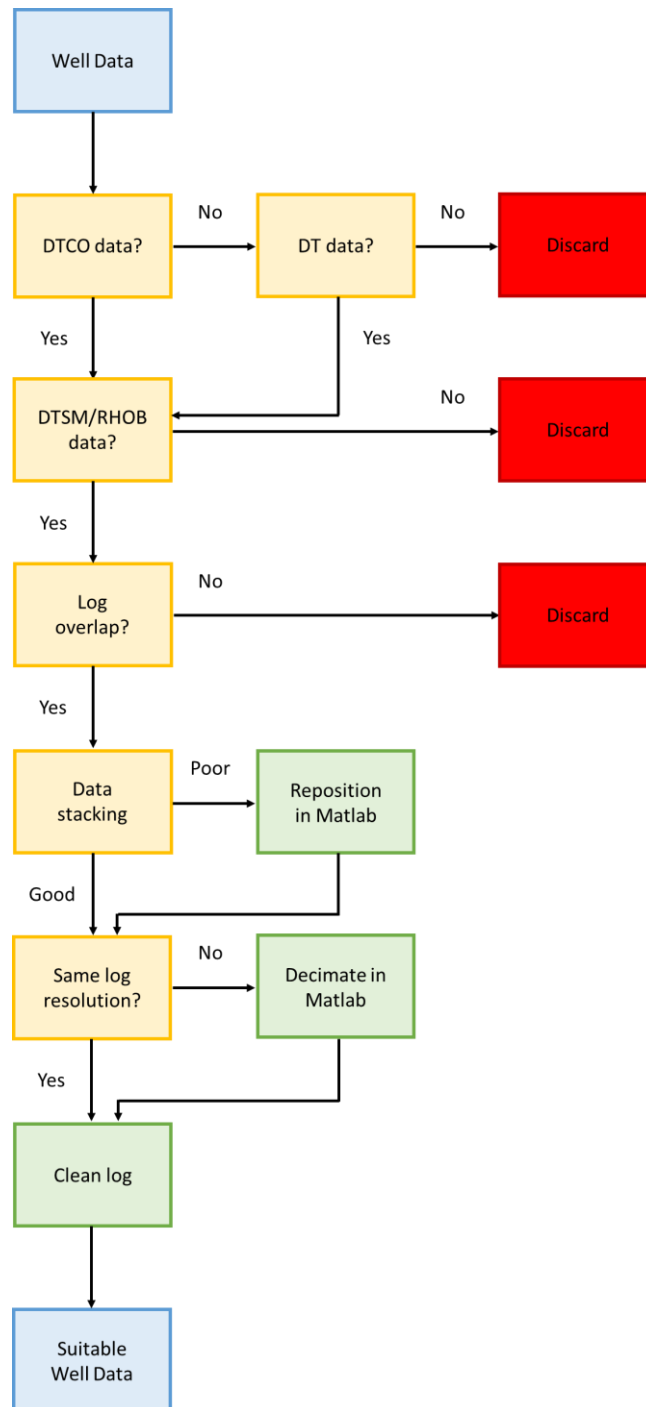 Well Data
No
No
DTCO data?
DT data?
Discard
Yes
Yes
No
DTSM/RHOB
data?
Discard
Yes
No
Log
overlap?
Discard
Yes
Poor
Data
stacking
Reposition
in Matlab
Good
No
Same log
resolution?
Decimate in
Matlab
Yes
Clean log
Suitable
Well Data